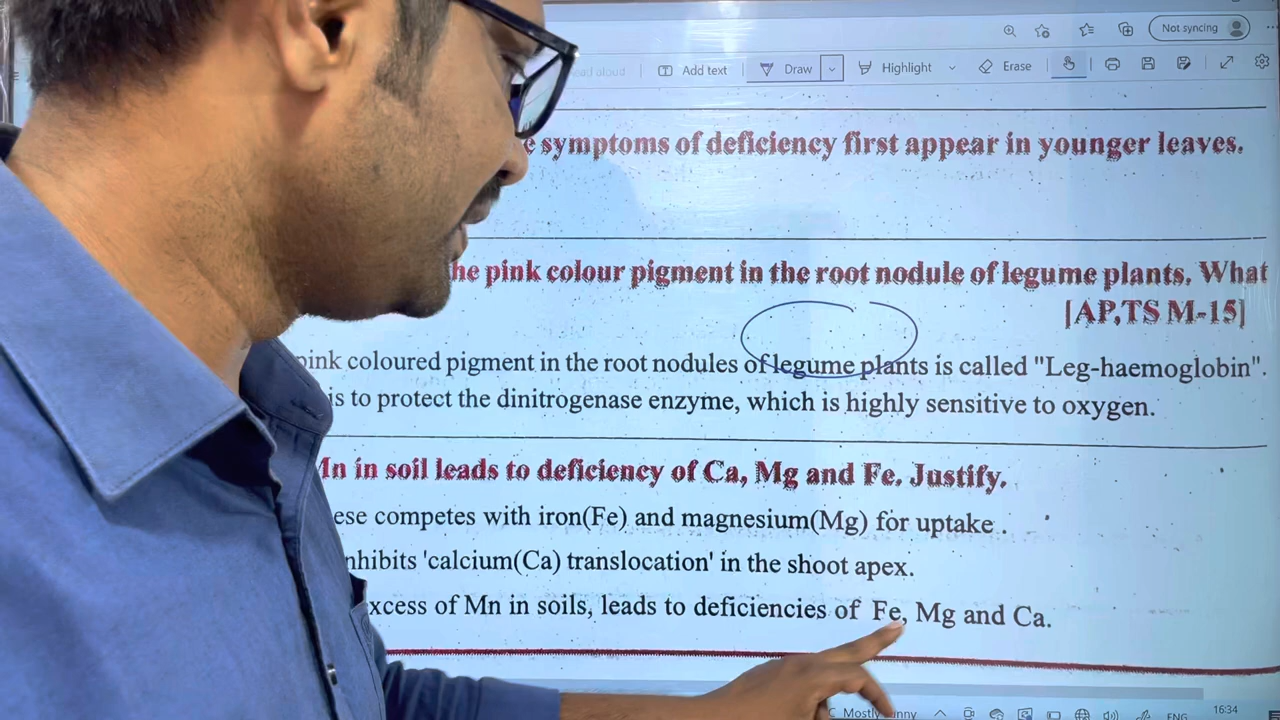 Not syncing
ead aloud Add text Draw Highlight Erase
symptoms of deficiency first appear in younger leaves.
he pink colour pigment in the root nodule of legume plants. What
[AP,TS M-15]
pink coloured pigment in the root nodules of legume plants is called "Leg-haemoglobin".
is to protect the dinitrogenase enzyme, which is highly sensitive to oxygen.
Mn in soil leads to deficiency of Ca, Mg and Fe. Justify.
ese competes with iron(Fe) and magnesium(Mg) for uptake .
nhibits 'calcium(Ca) translocation' in the shoot apex.
xcess of Mn in soils, leads to deficiencies of Fe, Mg and Ca.
C Mostly nny ENG 16:34